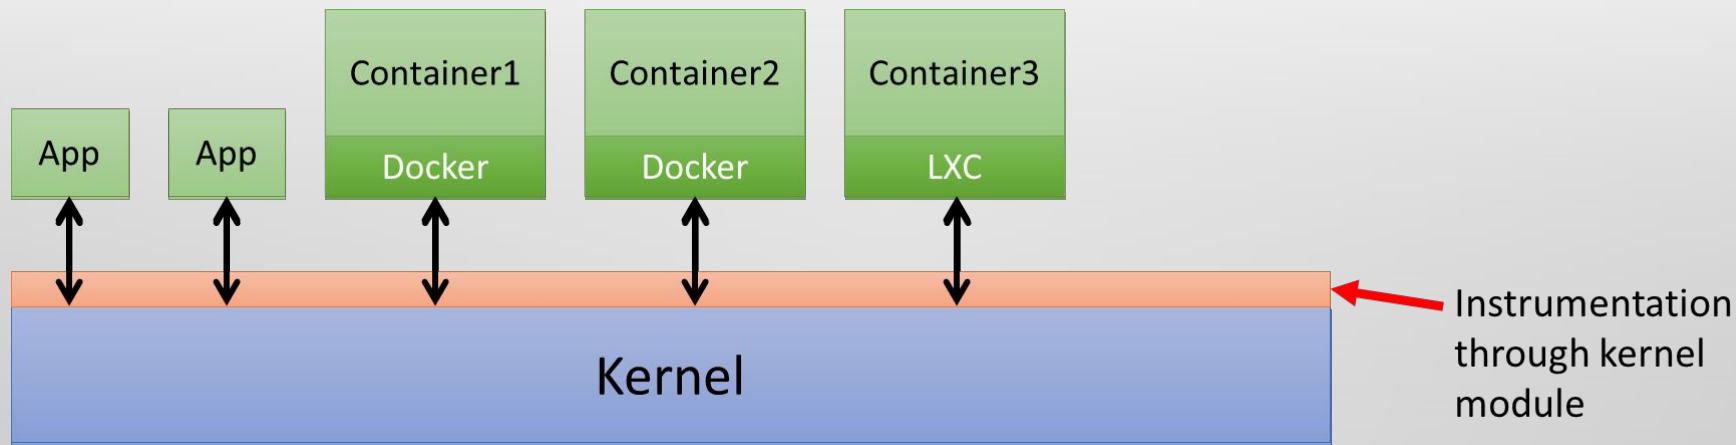 Container1
Container2
Container3
App
App
Docker
Docker
LXC
Kernel
Instrumentation
through kernel
module